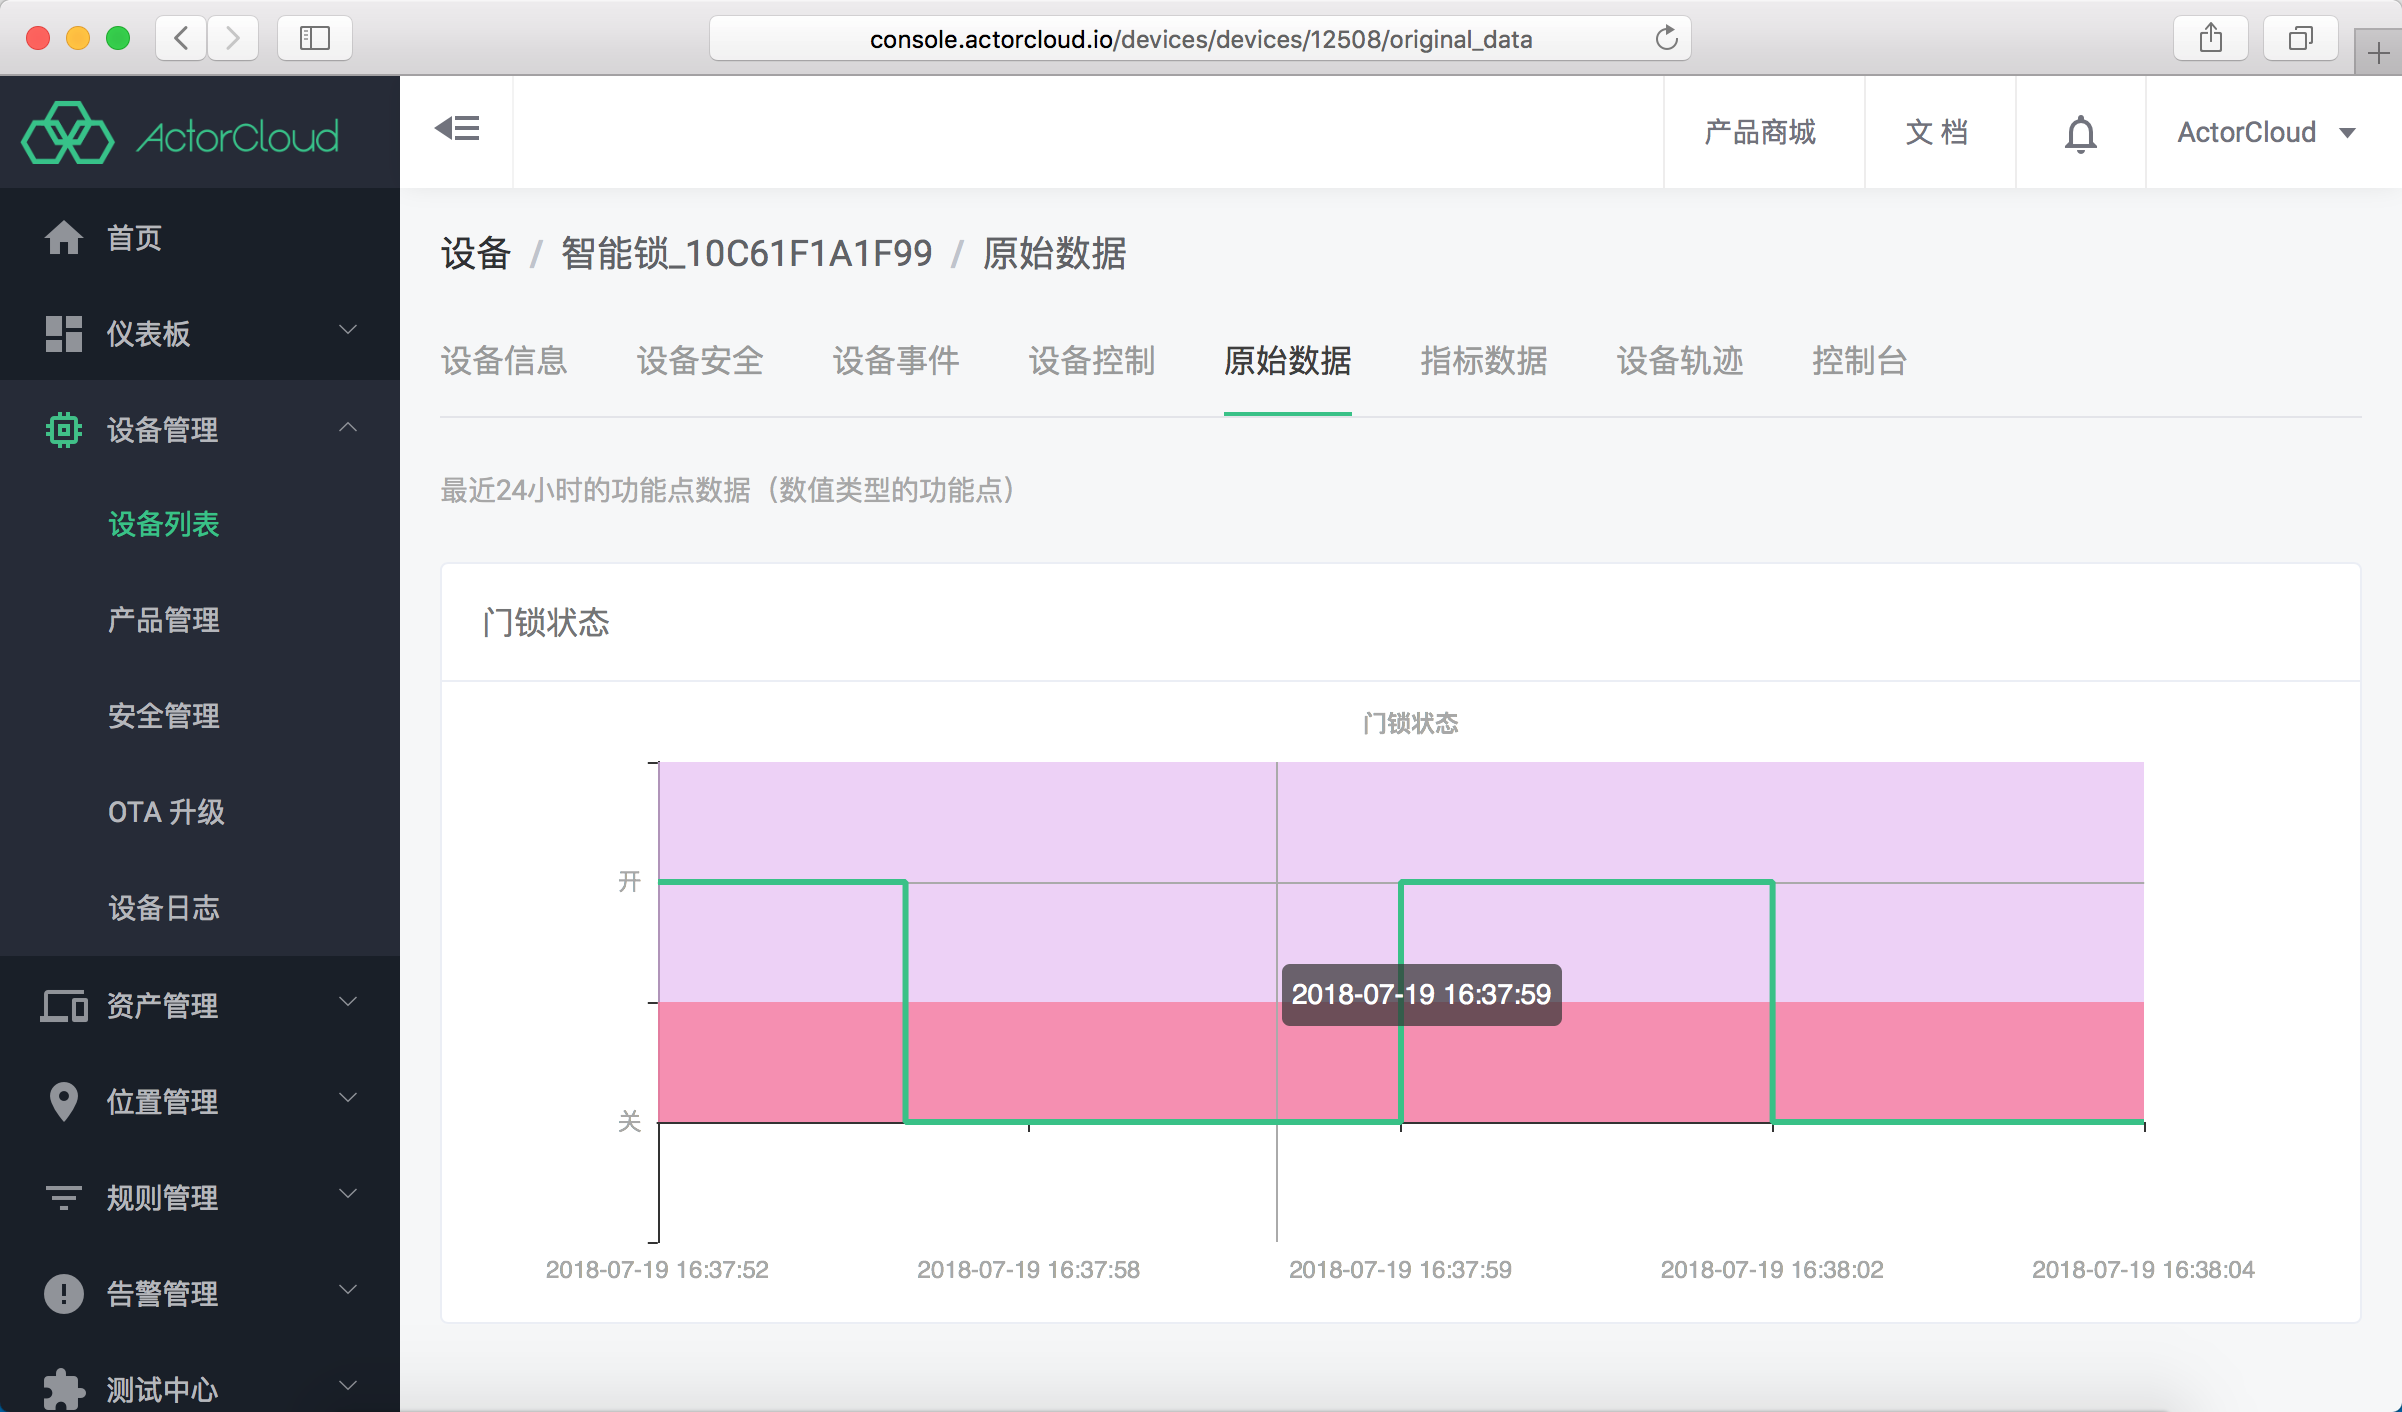 console.actorcloud.io/devices/devices/12508/original_data
ActorCloud
产品商城
文 档
ActorCloud
首页
仪表板
设备管理
设备列表
产品管理
安全管理
OTA 升级
设备日志
资产管理
位置管理
规则管理
告警管理
测试中心
设备 / 智能锁_10C61F1A1F99 / 原始数据
设备信息 设备安全 设备事件 设备控制 原始数据 指标数据 设备轨迹 控制台
最近24小时的功能点数据（数值类型的功能点）
门锁状态
门锁状态
开
2018-07-19 16:37:59
关
2018-07-19 16:37:52 2018-07-19 16:37:58 2018-07-19 16:37:59 2018-07-19 16:38:02 2018-07-19 16:38:04